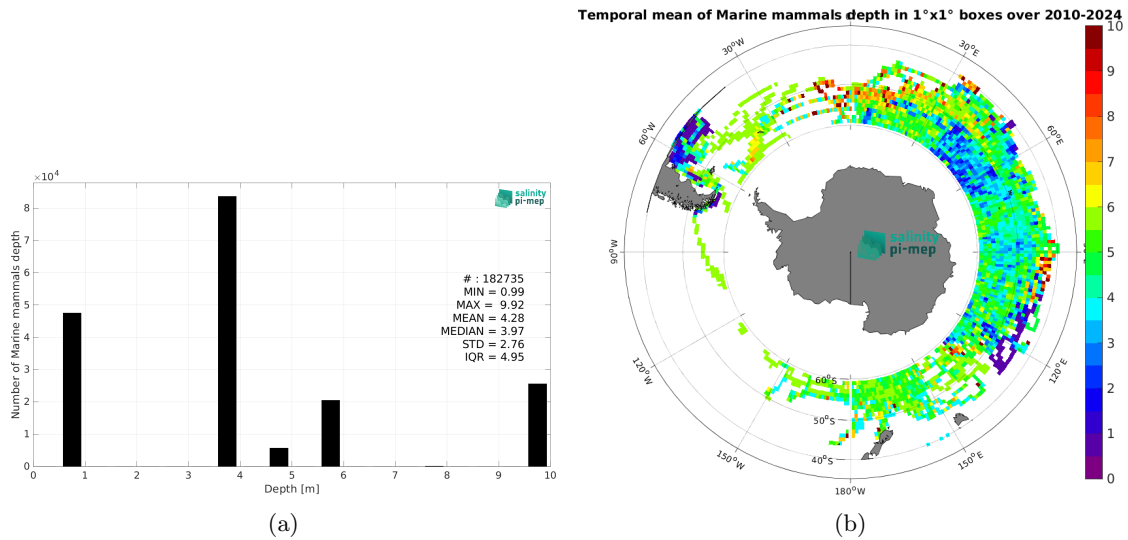 ×10⁴
salinity
pi-mep
# : 182735
MIN = 0.99
MAX = 9.92
MEAN = 4.28
MEDIAN = 3.97
STD = 2.76
IQR = 4.95
Number of Marine mammals depth
8
7
6
5
4
3
2
1
0
0 1 2 3 4 5 6 7 8 9 10
Depth [m]
(a)
Temporal mean of Marine mammals depth in 1°x1° boxes over 2010-2024
30°W
30°E
60°W
60°E
90°W
120°W
120°E
150°W
150°E
180°W
60°S
50°S
40°S
salinity
pi-mep
10
9
8
7
6
5
4
3
2
1
0
(b)